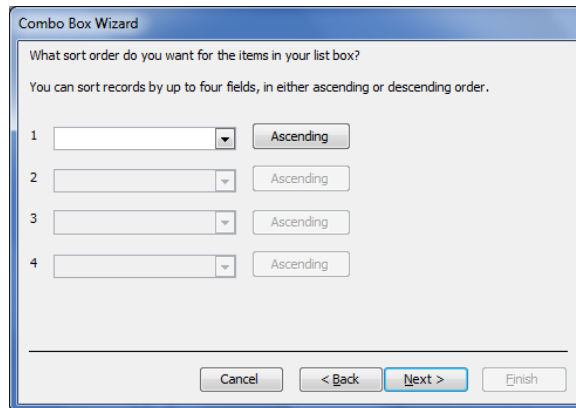 Combo Box Wizard
What sort order do you want for the items in your list box?
You can sort records by up to four fields, in either ascending or descending order.
1 Ascending
2 Ascending
3 Ascending
4 Ascending
Cancel < Back Next > Finish